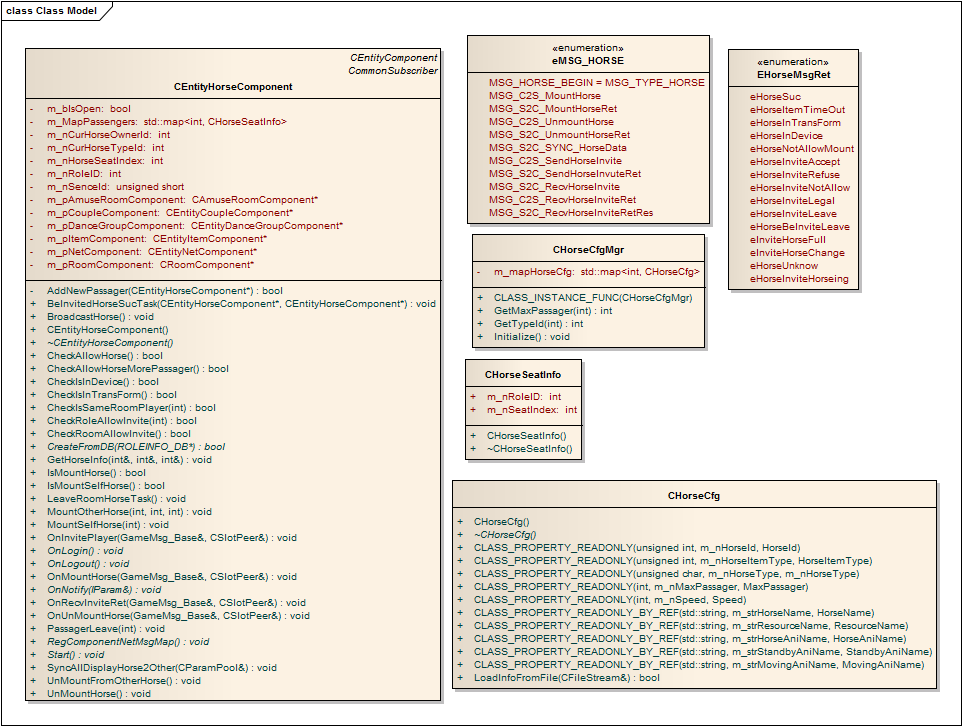 class Class Model
CEntityComponent
CommonSubscriber
CEntityHorseComponent
- m_bIsOpen: bool
- m_MapPassengers: std::map<int, CHorseSeatInfo>
- m_nCurHorseOwnerId: int
- m_nCurHorseTypeId: int
- m_nHorseSeatIndex: int
- m_nRoleID: int
- m_nSenceId: unsigned short
- m_pAmuseRoomComponent: CAmuseRoomComponent*
- m_pCoupleComponent: CEntityCoupleComponent*
- m_pDanceGroupComponent: CEntityDanceGroupComponent*
- m_pItemComponent: CEntityItemComponent*
- m_pNetComponent: CEntityNetComponent*
- m_pRoomComponent: CRoomComponent*
- AddNewPassager(CEntityHorseComponent*) : bool
+ BeInvitedHorseSucTask(CEntityHorseComponent*, CEntityHorseComponent*) : void
+ BroadcastHorse() : void
+ CEntityHorseComponent()
+ ~CEntityHorseComponent()
+ CheckAllowHorse() : bool
+ CheckAllowHorseMorePassager() : bool
+ CheckIsInDevice() : bool
+ CheckIsInTransForm() : bool
+ CheckIsSameRoomPlayer(int) : bool
+ CheckRoleAllowInvite(int) : bool
+ CheckRoomAllowInvite() : bool
+ CreateFromDB(ROLEINFO_DB*) : bool
+ GetHorseInfo(int&, int&, int&) : void
+ IsMountHorse() : bool
+ IsMountSelfHorse() : bool
+ LeaveRoomHorseTask() : void
+ MountOtherHorse(int, int, int) : void
+ MountSelfHorse(int) : void
+ OnInvitePlayer(GameMsg_Base&, CSlotPeer&) : void
+ OnLogin() : void
+ OnLogout() : void
+ OnMountHorse(GameMsg_Base&, CSlotPeer&) : void
+ OnNotify(IParam&) : void
+ OnRecvInviteRet(GameMsg_Base&, CSlotPeer&) : void
+ OnUnMountHorse(GameMsg_Base&, CSlotPeer&) : void
+ PassagerLeave(int) : void
+ RegComponentNetMsgMap() : void
+ Start() : void
+ SyncAllDisplayHorse2Other(CParamPool&) : void
+ UnMountFromOtherHorse() : void
+ UnMountHorse() : void
«enumeration»
eMSG_HORSE
MSG_HORSE_BEGIN = MSG_TYPE_HORSE
MSG_C2S_MountHorse
MSG_S2C_MountHorseRet
MSG_C2S_UnmountHorse
MSG_S2C_UnmountHorseRet
MSG_S2C_SYNC_HorseData
MSG_C2S_SendHorseInvite
MSG_S2C_SendHorseInvuteRet
MSG_S2C_RecvHorseInvite
MSG_C2S_RecvHorseInviteRet
MSG_S2C_RecvHorseInviteRetRes
«enumeration»
EHorseMsgRet
eHorseSuc
eHorseItemTimeOut
eHorseInTransForm
eHorseInDevice
eHorseNotAllowMount
eHorseInviteAccept
eHorseInviteRefuse
eHorseInviteNotAllow
eHorseInviteLegal
eHorseInviteLeave
eHorseBeInviteLeave
eInviteHorseFull
eInviteHorseChange
eHorseUnknow
eHorseInviteHorseing
CHorseCfgMgr
- m_mapHorseCfg: std::map<int, CHorseCfg>
+ CLASS_INSTANCE_FUNC(CHorseCfgMgr)
+ GetMaxPassager(int) : int
+ GetTypeId(int) : int
+ Initialize() : void
CHorseSeatInfo
+ m_nRoleID: int
+ m_nSeatIndex: int
+ CHorseSeatInfo()
+ ~CHorseSeatInfo()
CHorseCfg
+ CHorseCfg()
+ ~CHorseCfg()
+ CLASS_PROPERTY_READONLY(unsigned int, m_nHorseId, HorseId)
+ CLASS_PROPERTY_READONLY(unsigned int, m_nHorseItemType, HorseItemType)
+ CLASS_PROPERTY_READONLY(unsigned char, m_nHorseType, m_nHorseType)
+ CLASS_PROPERTY_READONLY(int, m_nMaxPassager, MaxPassager)
+ CLASS_PROPERTY_READONLY(int, m_nSpeed, Speed)
+ CLASS_PROPERTY_READONLY_BY_REF(std::string, m_strHorseName, HorseName)
+ CLASS_PROPERTY_READONLY_BY_REF(std::string, m_strResourceName, ResourceName)
+ CLASS_PROPERTY_READONLY_BY_REF(std::string, m_strHorseAniName, HorseAniName)
+ CLASS_PROPERTY_READONLY_BY_REF(std::string, m_strStandbyAniName, StandbyAniName)
+ CLASS_PROPERTY_READONLY_BY_REF(std::string, m_strMovingAniName, MovingAniName)
+ LoadInfoFromFile(CFileStream&) : bool